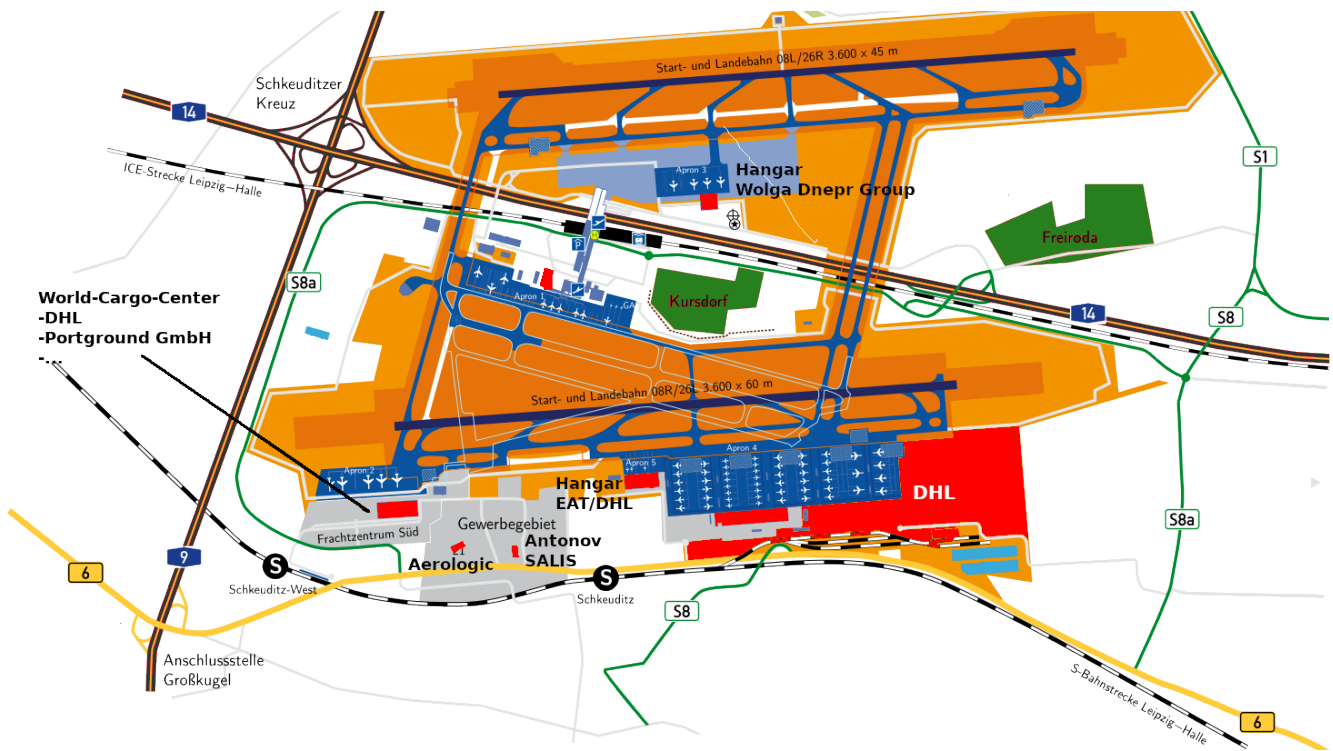 Start- und Landebahn 08L/26R 3.600 x 45 m
Schkeuditzer
Kreuz
14
S1
ICE-Strecke Leipzig—Halle
Apron 3
Hangar
Wolga Dnepr Group
P
H
Freiroda
S8a
World-Cargo-Center
-DHL
-Portground GmbH
-...
Apron 1
GA
Kursdorf
14
S8
Start- und Landebahn 08R/26L 3.600 x 60 m
Apron 2
Apron 5
Apron 4
Hangar
EAT/DHL
DHL
Frachtzentrum Süd
Gewerbegebiet
Antonov
SALIS
Aerologic
S8a
9
6
S
Schkeuditz-West
S
Schkeuditz
S8
Anschlussstelle
Großkugel
S-Bahnstrecke Leipzig—Halle
6